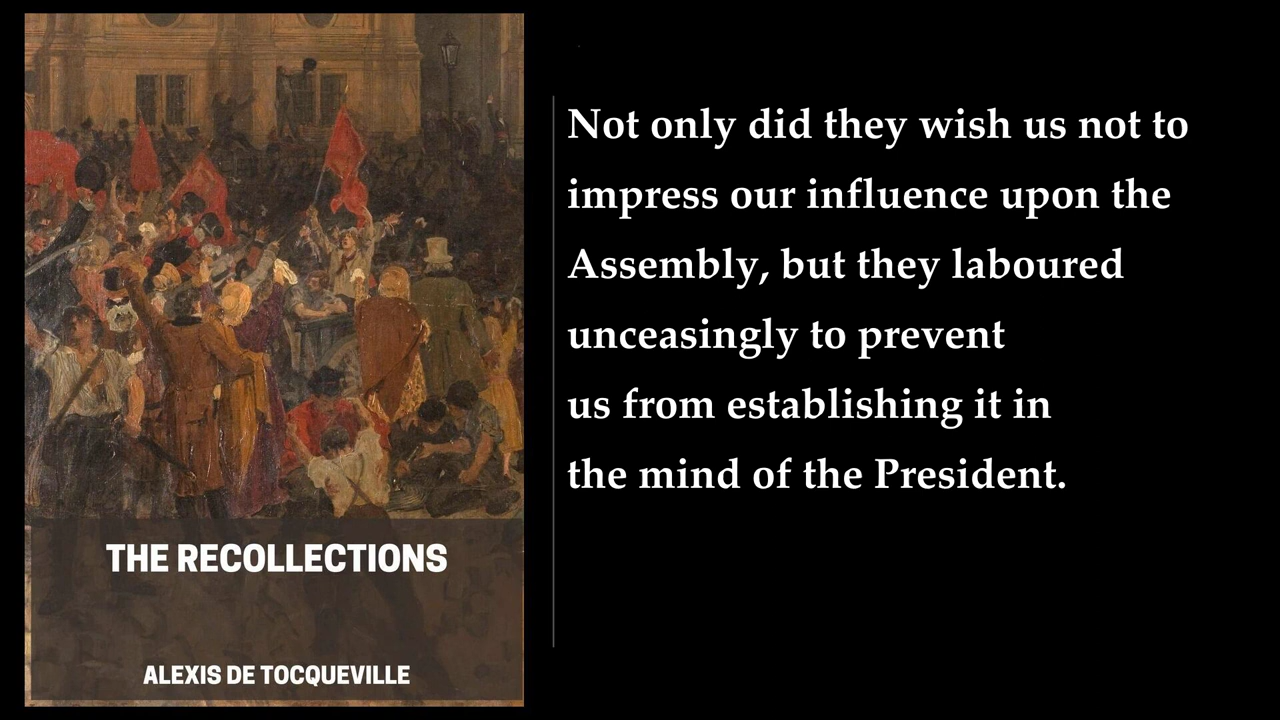 THE RECOLLECTIONS
ALEXIS DE TOCQUEVILLE
Not only did they wish us not to
impress our influence upon the
Assembly, but they laboured
unceasingly to prevent
us from establishing it in
the mind of the President.